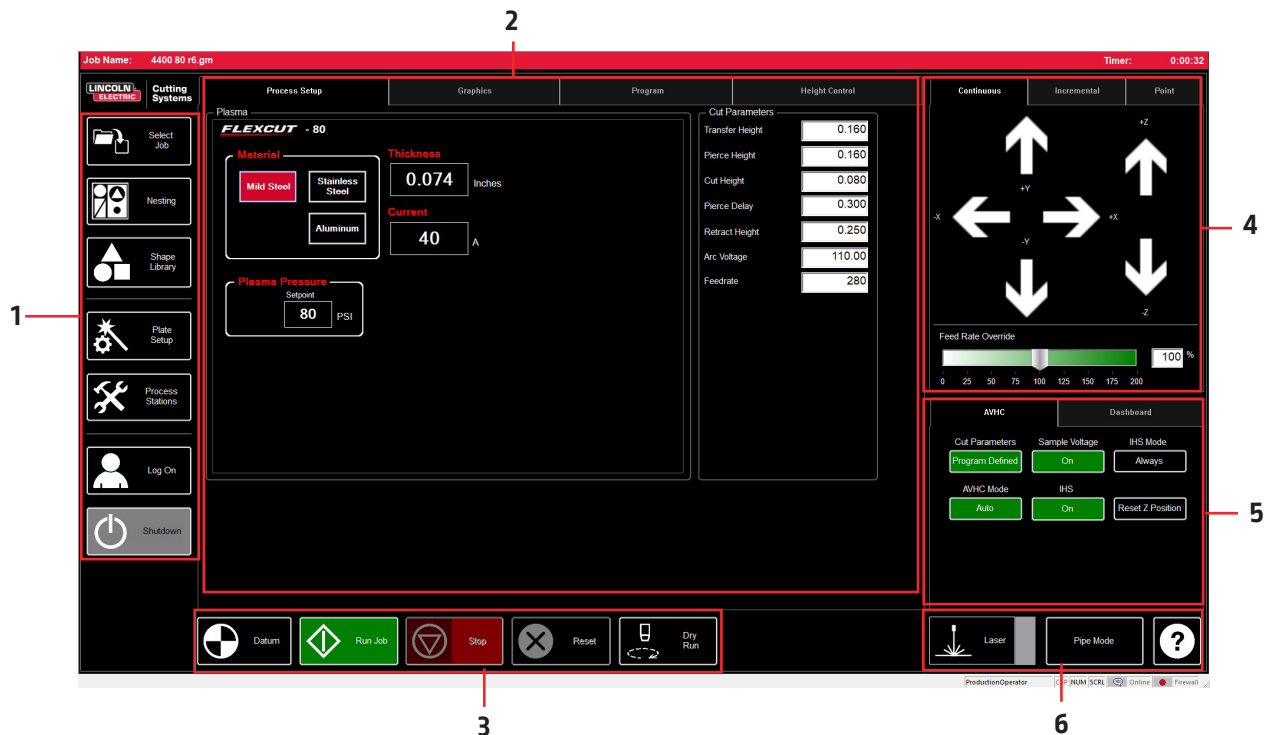 2
Job Name: 4400 80 r6.gm Timer: 0:00:32
LINCOLN ELECTRIC Cutting Systems
Process Setup Graphics Program Height Control
Continuous Incremental Point
1
Select Job
Nesting
Shape Library
Plate Setup
Process Stations
Log On
Shutdown
Plasma
FLEXCUT - 80
Material
Mild Steel
Stainless Steel
Aluminum
Thickness
0.074 Inches
Current
40 A
Plasma Pressure
Setpoint
80 PSI
Cut Parameters
Transfer Height 0.160
Pierce Height 0.160
Cut Height 0.080
Pierce Delay 0.300
Retract Height 0.250
Arc Voltage 110.00
Feedrate 280
+Z
+Y
-X +X
-Y
-Z
4
Feed Rate Override
100 %
0 25 50 75 100 125 150 175 200
AVHC Dashboard
Cut Parameters Sample Voltage IHS Mode
Program Defined On Always
AVHC Mode IHS
Auto On Reset Z Position
5
Datum
Run Job
Stop
Reset
Dry Run
Laser
Pipe Mode
?
ProductionOperator CAP NUM SCRL Online Firewall
3
6